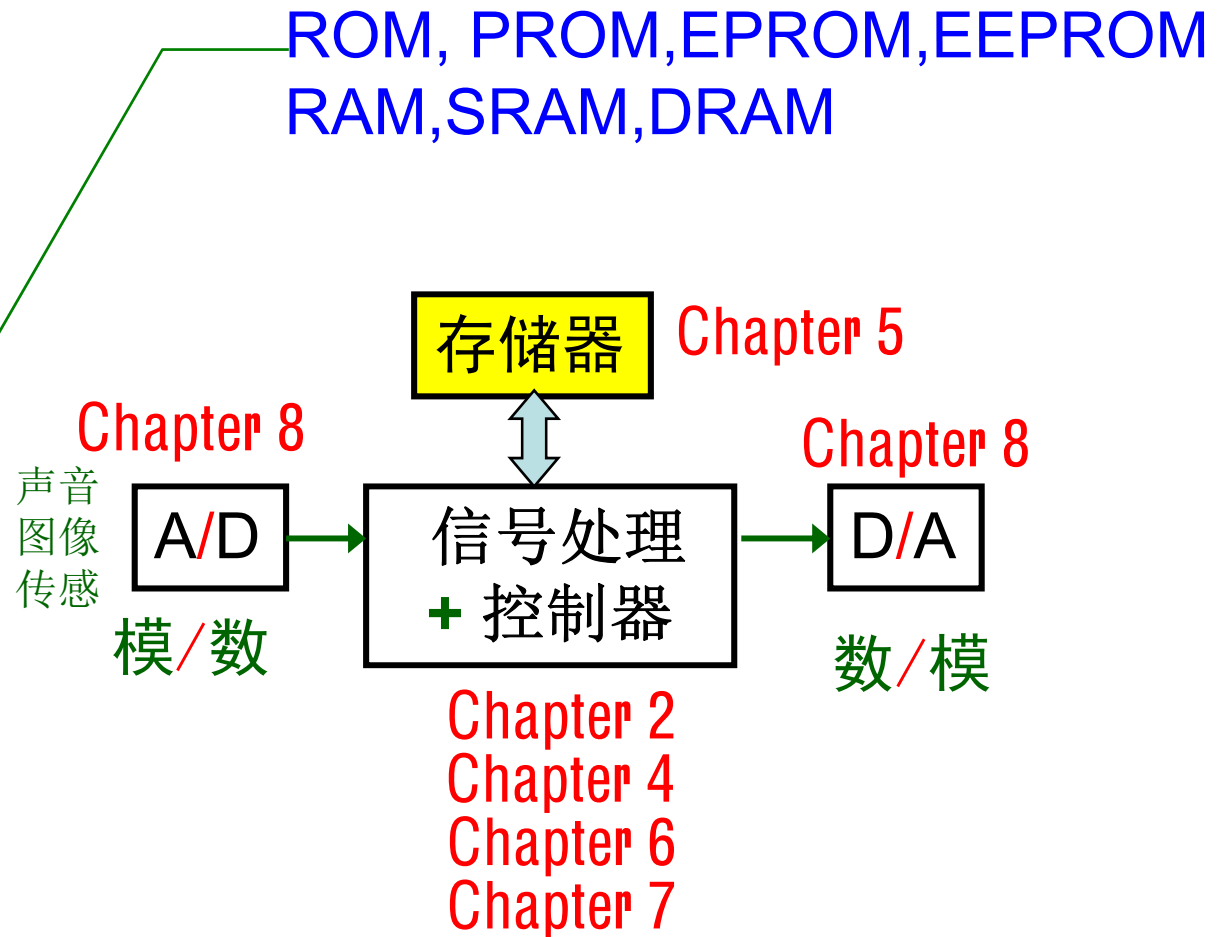 ROM, PROM,EPROM,EEPROM
RAM,SRAM,DRAM
存储器
Chapter 5
Chapter 8
Chapter 8
声音
图像
传感
A/D
信号处理
+ 控制器
D/A
模/数
数/模
Chapter 2
Chapter 4
Chapter 6
Chapter 7